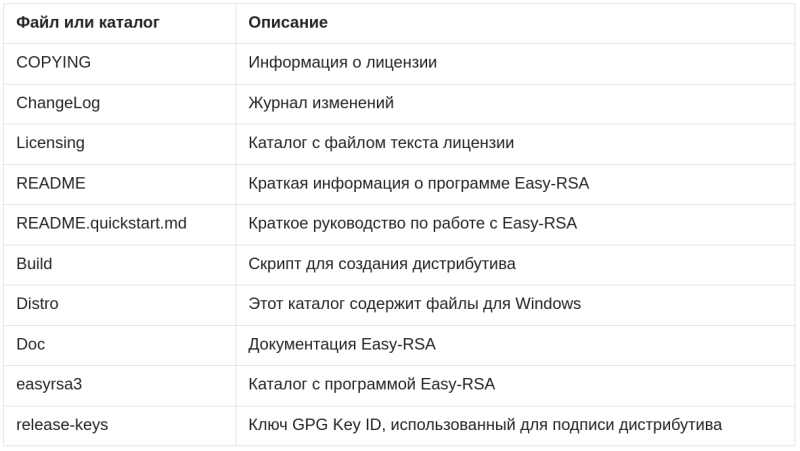 Файл или каталог Описание
COPYING Информация о лицензии
ChangeLog Журнал изменений
Licensing Каталог с файлом текста лицензии
README Краткая информация о программе Easy-RSA
README.quickstart.md Краткое руководство по работе с Easy-RSA
Build Скрипт для создания дистрибутива
Distro Этот каталог содержит файлы для Windows
Doc Документация Easy-RSA
easyrsa3 Каталог с программой Easy-RSA
release-keys Ключ GPG Key ID, использованный для подписи дистрибутива